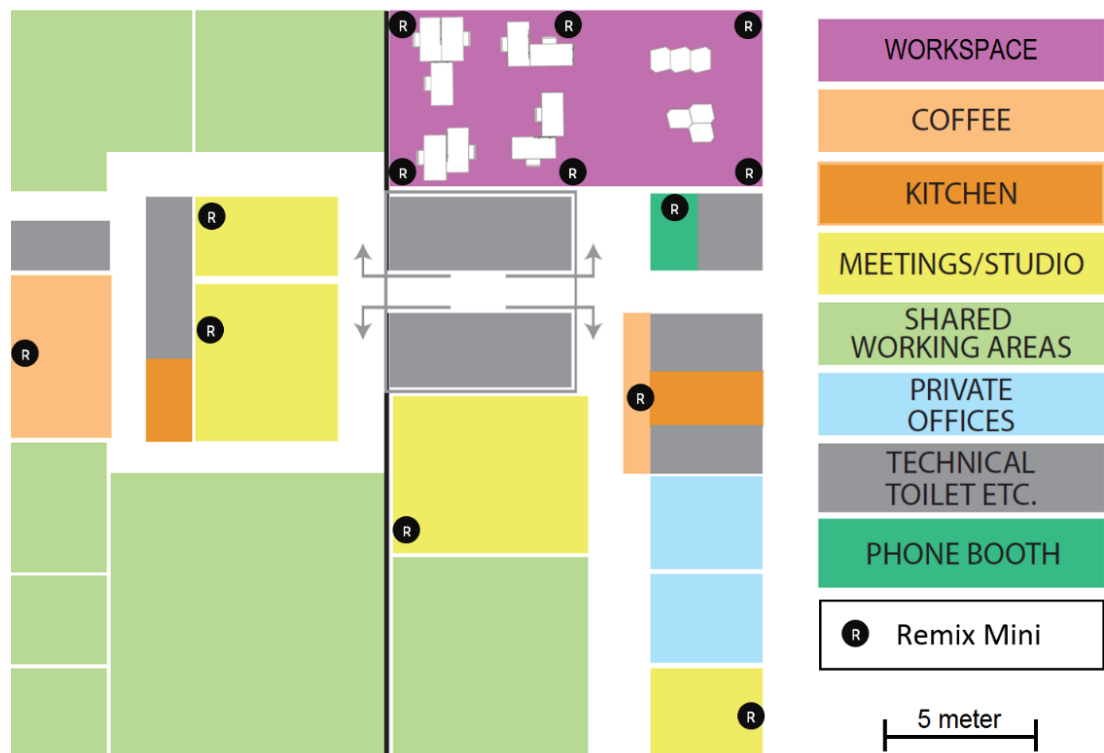 R
R
R
R
R
R
R
R
R
R
R
R
R
WORKSPACE
COFFEE
KITCHEN
MEETINGS/STUDIO
SHARED
WORKING AREAS
PRIVATE
OFFICES
TECHNICAL
TOILET ETC.
PHONE BOOTH
R Remix Mini
5 meter